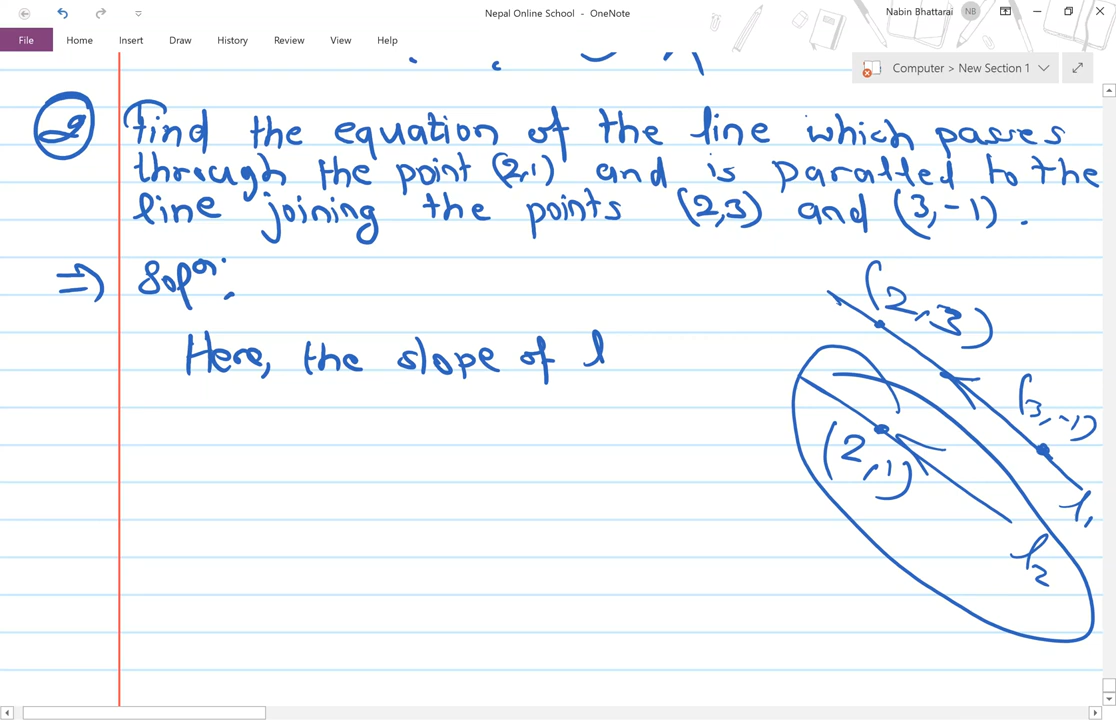 Nepal Online School - OneNote
Nabin Bhattarai
NB
File Home Insert Draw History Review View Help
Computer > New Section 1
2 Find the equation of the line which passes
through the point (2,1) and is parallel to the
line joining the points (2,3) and (3,-1).
⇒ Sol^n:
Here, the slope of l
(2,3)
(3,-1)
(2,1)
l1
l2